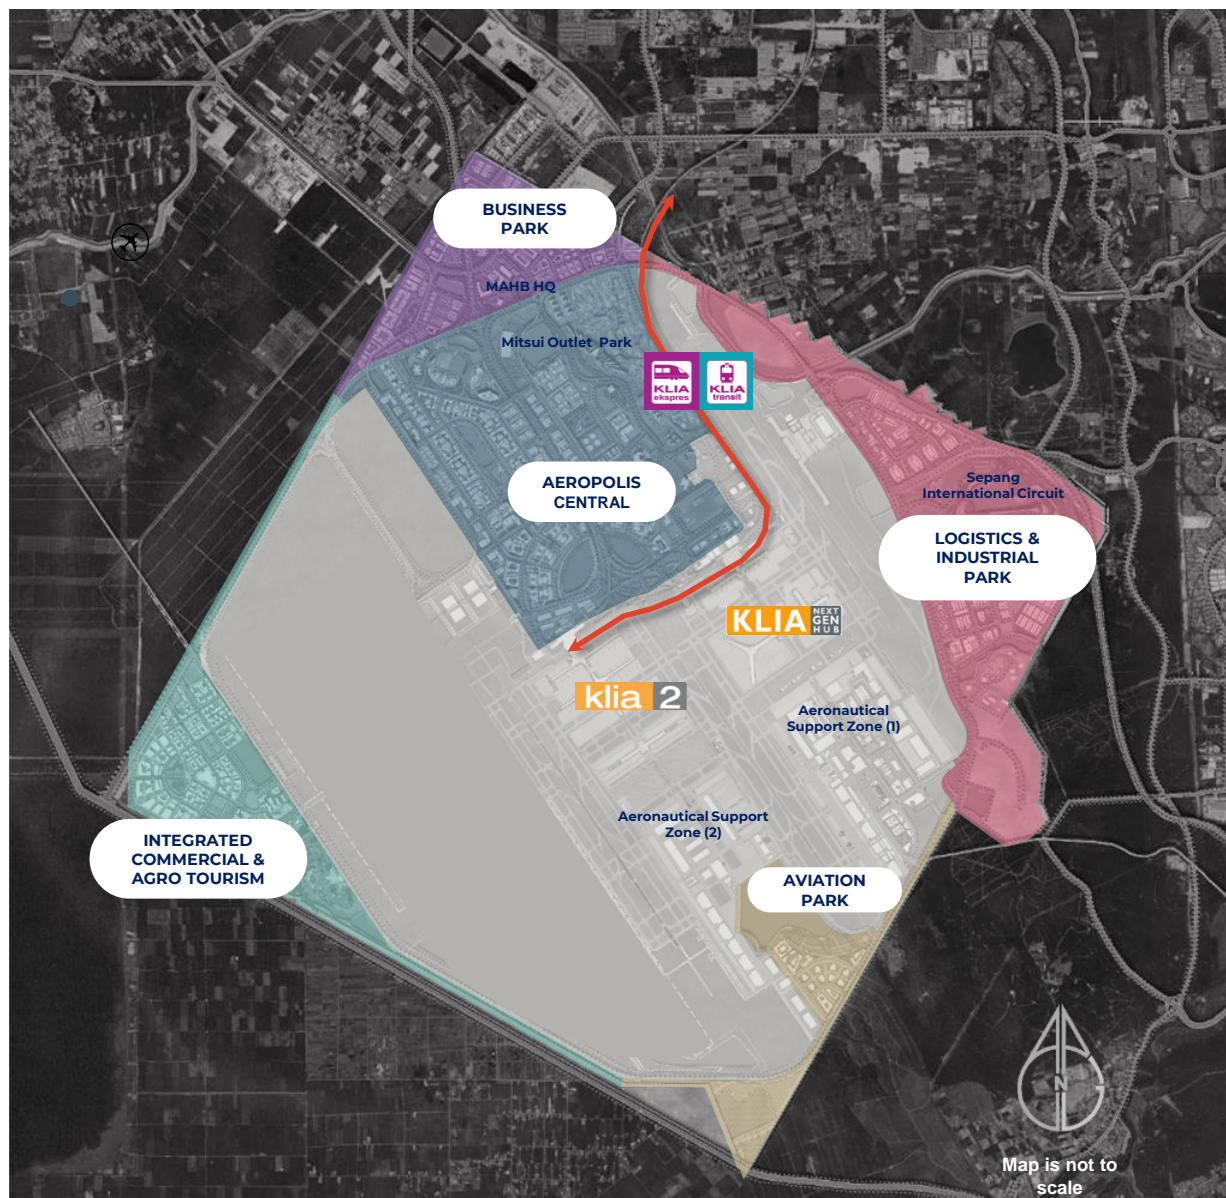 BUSINESS
PARK
MAHB HQ
Mitsui Outlet Park
KLIA
ekspres
KLIA
transit
AEROPOLIS
CENTRAL
Sepang
International Circuit
LOGISTICS &
INDUSTRIAL
PARK
KLIA NEXT
GEN
HUB
klia 2
Aeronautical
Support Zone (1)
Aeronautical Support
Zone (2)
INTEGRATED
COMMERCIAL &
AGRO TOURISM
AVIATION
PARK
N
Map is not to
scale